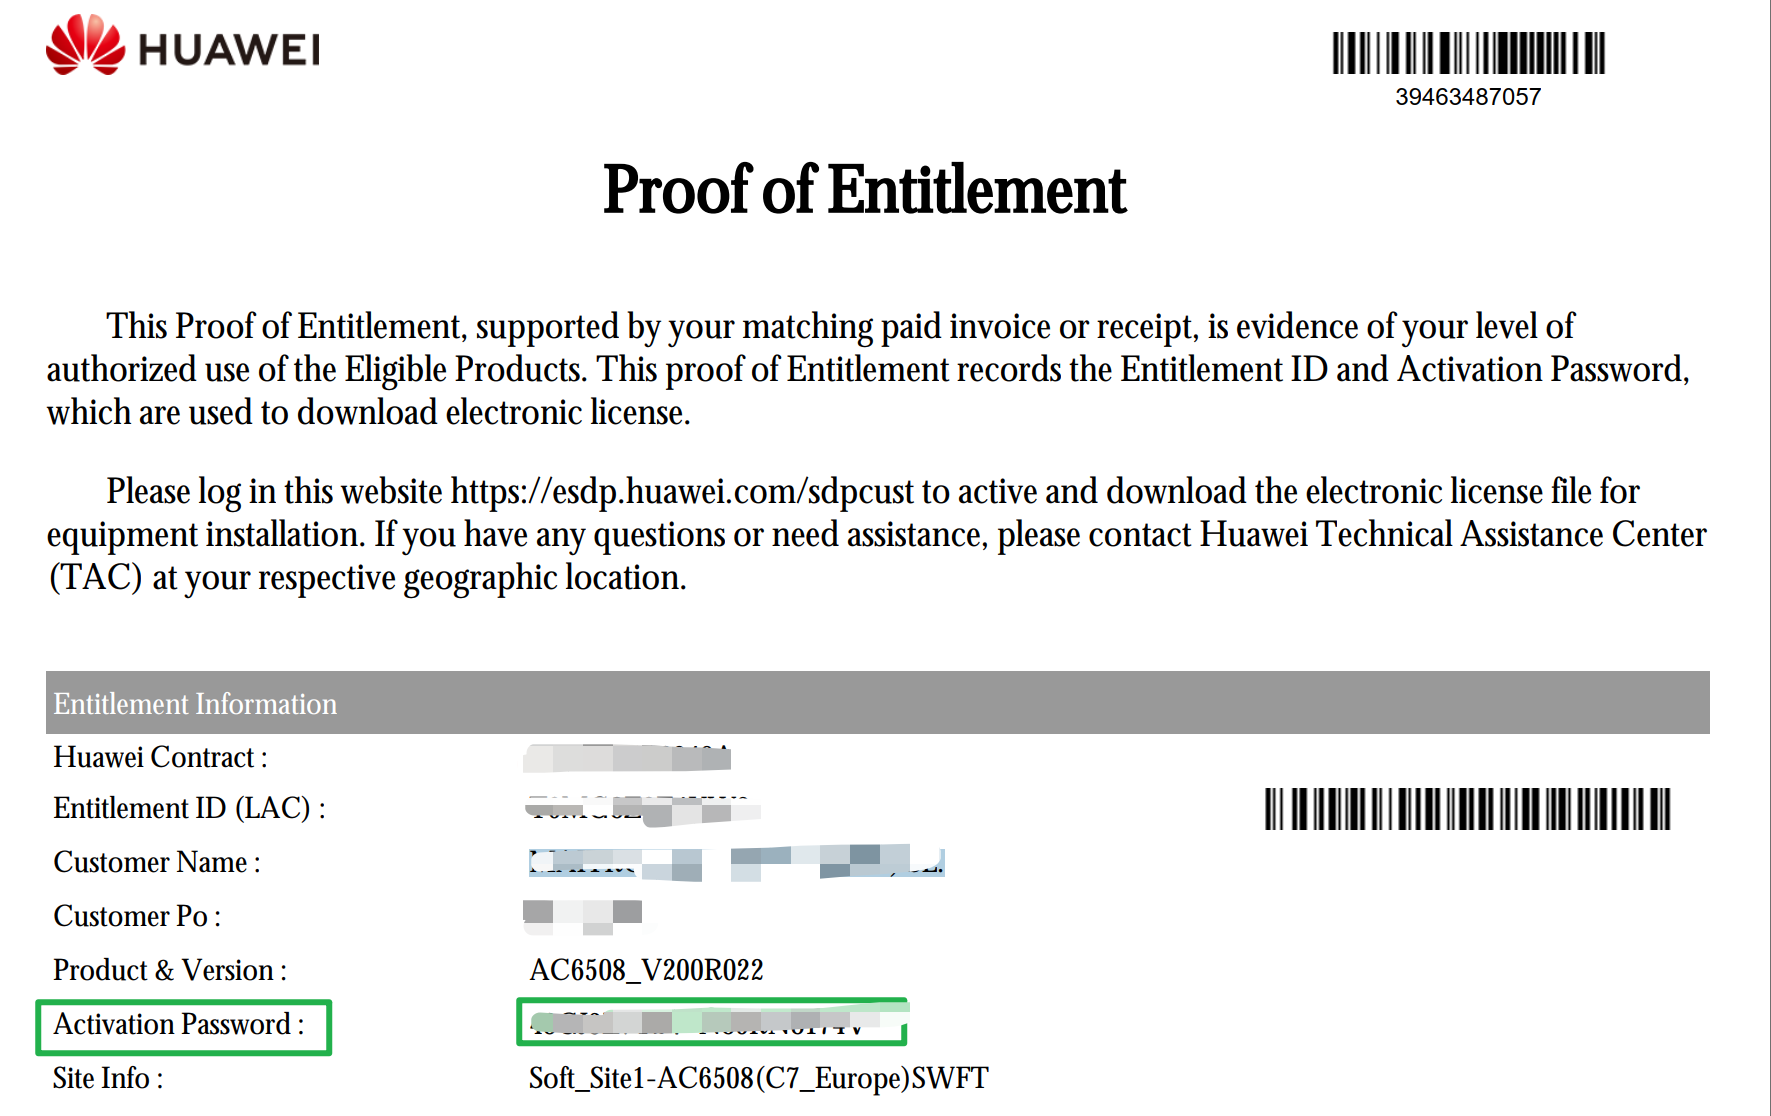 HUAWEI
39463487057
Proof of Entitlement
This Proof of Entitlement, supported by your matching paid invoice or receipt, is evidence of your level of
authorized use of the Eligible Products. This proof of Entitlement records the Entitlement ID and Activation Password,
which are used to download electronic license.
Please log in this website https://esdp.huawei.com/sdpcust to active and download the electronic license file for
equipment installation. If you have any questions or need assistance, please contact Huawei Technical Assistance Center
(TAC) at your respective geographic location.
Entitlement Information
Huawei Contract :
Entitlement ID (LAC) :
Customer Name :
Customer Po :
Product & Version : AC6508_V200R022
Activation Password :
Site Info : Soft_Site1-AC6508(C7_Europe)SWFT